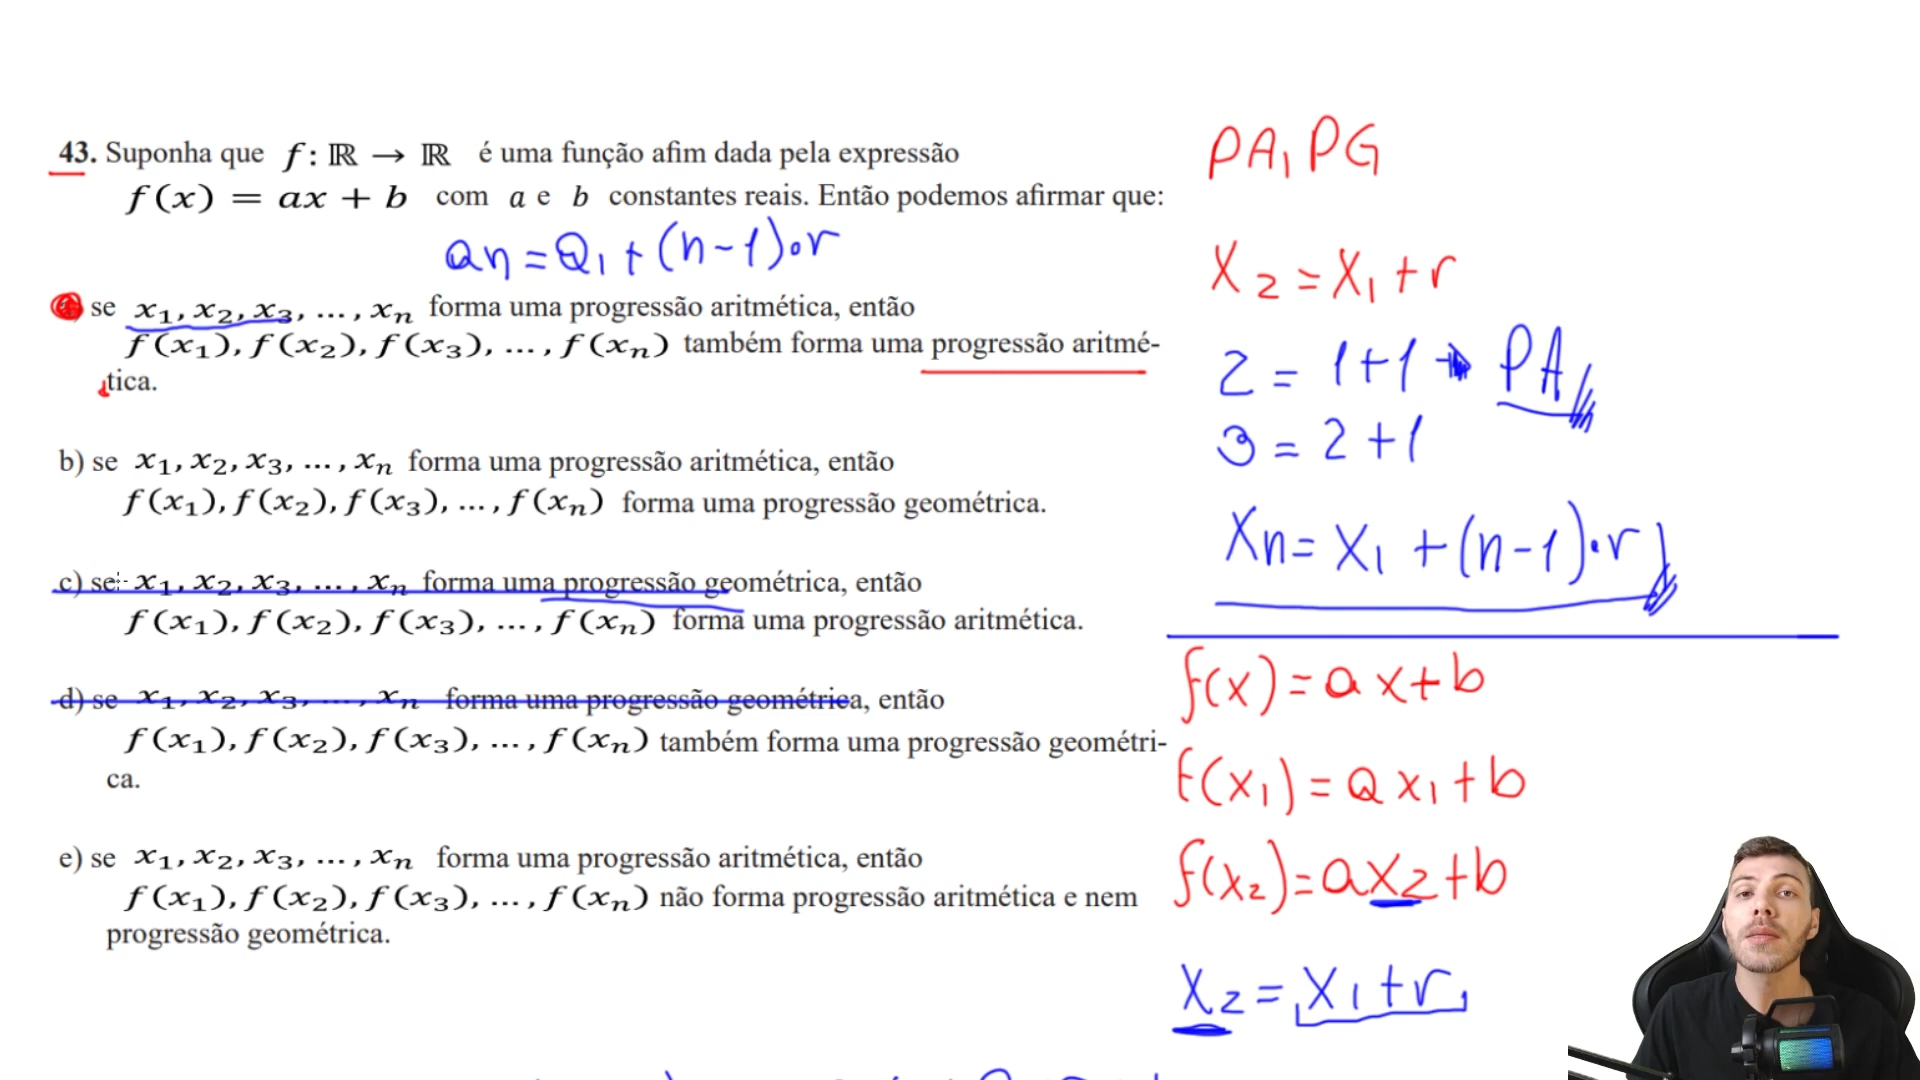 43. Suponha que f: ℝ → ℝ é uma função afim dada pela expressão
f(x) = ax + b com a e b constantes reais. Então podemos afirmar que:
an = a₁ + (n-1)·r
se x₁, x₂, x₃, ..., xₙ forma uma progressão aritmética, então
f(x₁), f(x₂), f(x₃), ..., f(xₙ) também forma uma progressão aritmé-
tica.
b) se x₁, x₂, x₃, ..., xₙ forma uma progressão aritmética, então
f(x₁), f(x₂), f(x₃), ..., f(xₙ) forma uma progressão geométrica.
c) se x₁, x₂, x₃, ..., xₙ forma uma progressão geométrica, então
f(x₁), f(x₂), f(x₃), ..., f(xₙ) forma uma progressão aritmética.
d) se x₁, x₂, x₃, ..., xₙ forma uma progressão geométrica, então
f(x₁), f(x₂), f(x₃), ..., f(xₙ) também forma uma progressão geométri-
ca.
e) se x₁, x₂, x₃, ..., xₙ forma uma progressão aritmética, então
f(x₁), f(x₂), f(x₃), ..., f(xₙ) não forma progressão aritmética e nem
progressão geométrica.
PA, PG
X₂ = X₁ + r
2 = 1+1 → PA
3 = 2+1
Xn = X₁ + (n-1)·r
f(x) = ax+b
f(x₁) = ax₁+b
f(x₂) = ax₂+b
X₂ = X₁+r